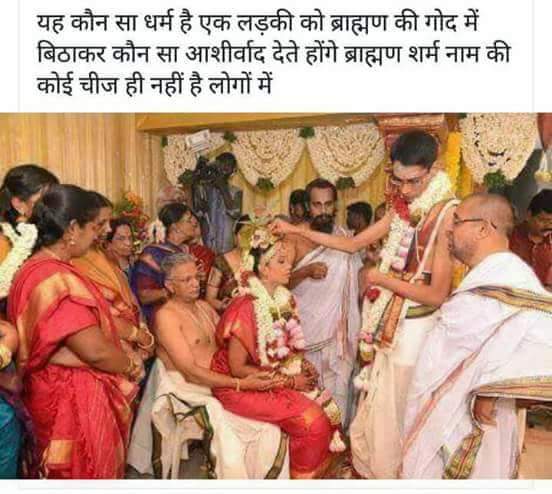 यह कौन सा धर्म है एक लड़की को ब्राह्मण की गोद में
बिठाकर कौन सा आशीर्वाद देते होंगे ब्राह्मण शर्म नाम की
कोई चीज ही नहीं है लोगों में